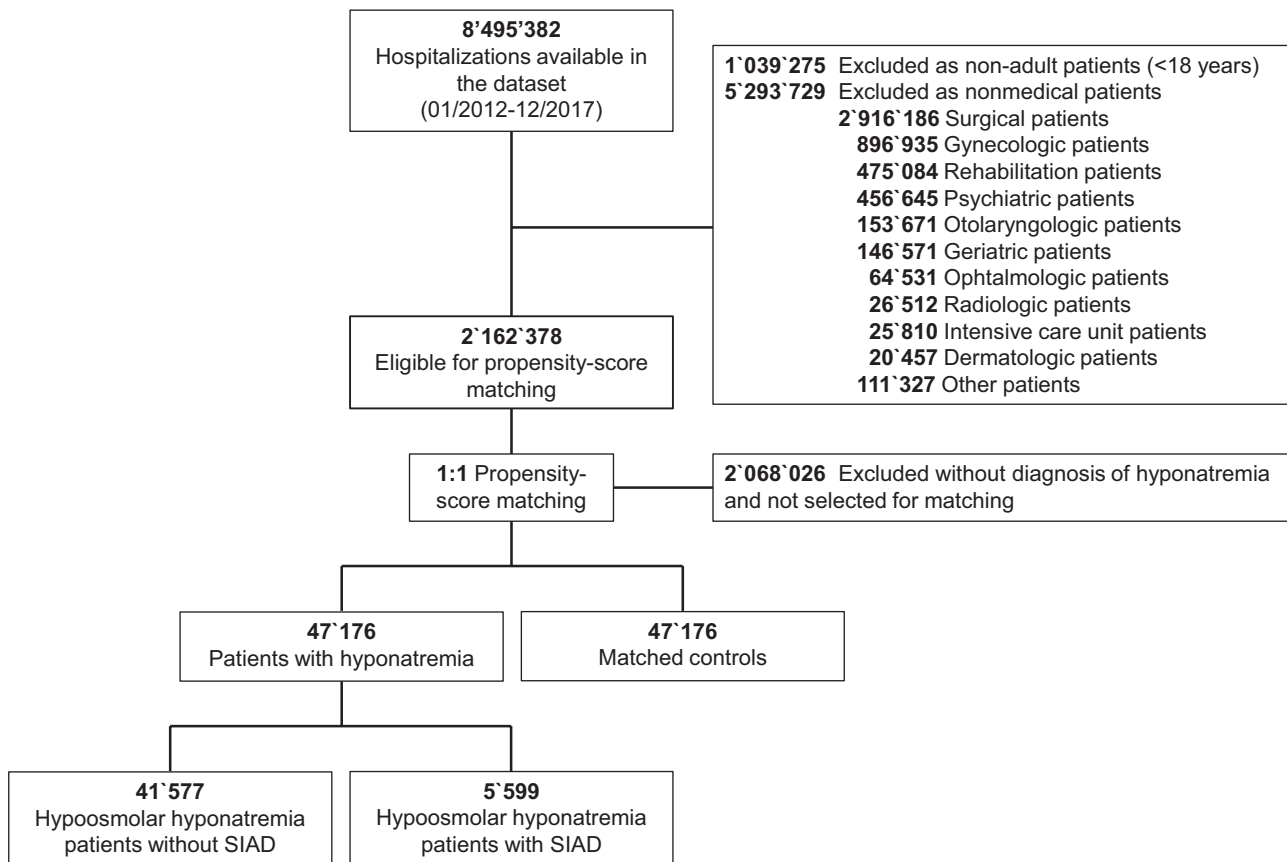 8'495'382
Hospitalizations available in
the dataset
(01/2012-12/2017)
1`039`275 Excluded as non-adult patients (<18 years)
5`293`729 Excluded as nonmedical patients
2`916`186 Surgical patients
896`935 Gynecologic patients
475`084 Rehabilitation patients
456`645 Psychiatric patients
153`671 Otolaryngologic patients
146`571 Geriatric patients
64`531 Ophtalmologic patients
26`512 Radiologic patients
25`810 Intensive care unit patients
20`457 Dermatologic patients
111`327 Other patients
2`162`378
Eligible for propensity-score
matching
1:1 Propensity-
score matching
2`068`026 Excluded without diagnosis of hyponatremia
and not selected for matching
47`176
Patients with hyponatremia
47`176
Matched controls
41`577
Hypoosmolar hyponatremia
patients without SIAD
5`599
Hypoosmolar hyponatremia
patients with SIAD